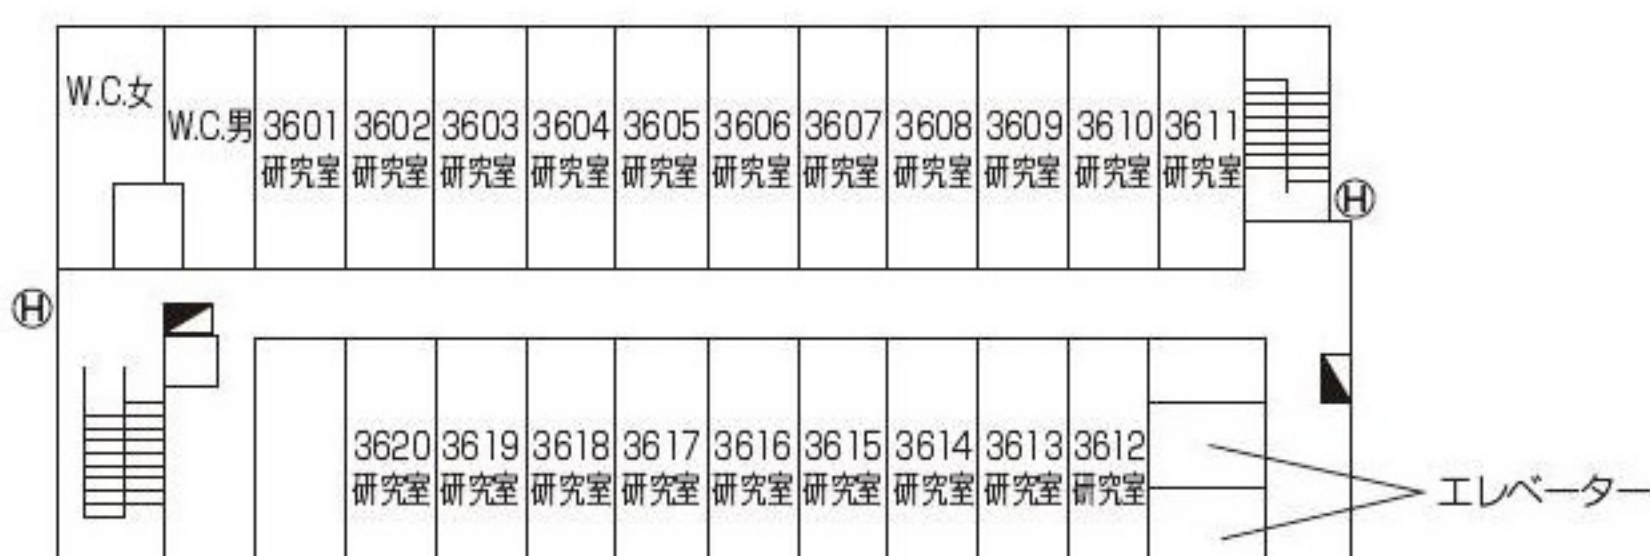 W.C.女
W.C.男 3601 3602 3603 3604 3605 3606 3607 3608 3609 3610 3611
研究室 研究室 研究室 研究室 研究室 研究室 研究室 研究室 研究室 研究室 研究室
Ⓗ
Ⓗ
3620 3619 3618 3617 3616 3615 3614 3613 3612
研究室 研究室 研究室 研究室 研究室 研究室 研究室 研究室 研究室
エレベーター